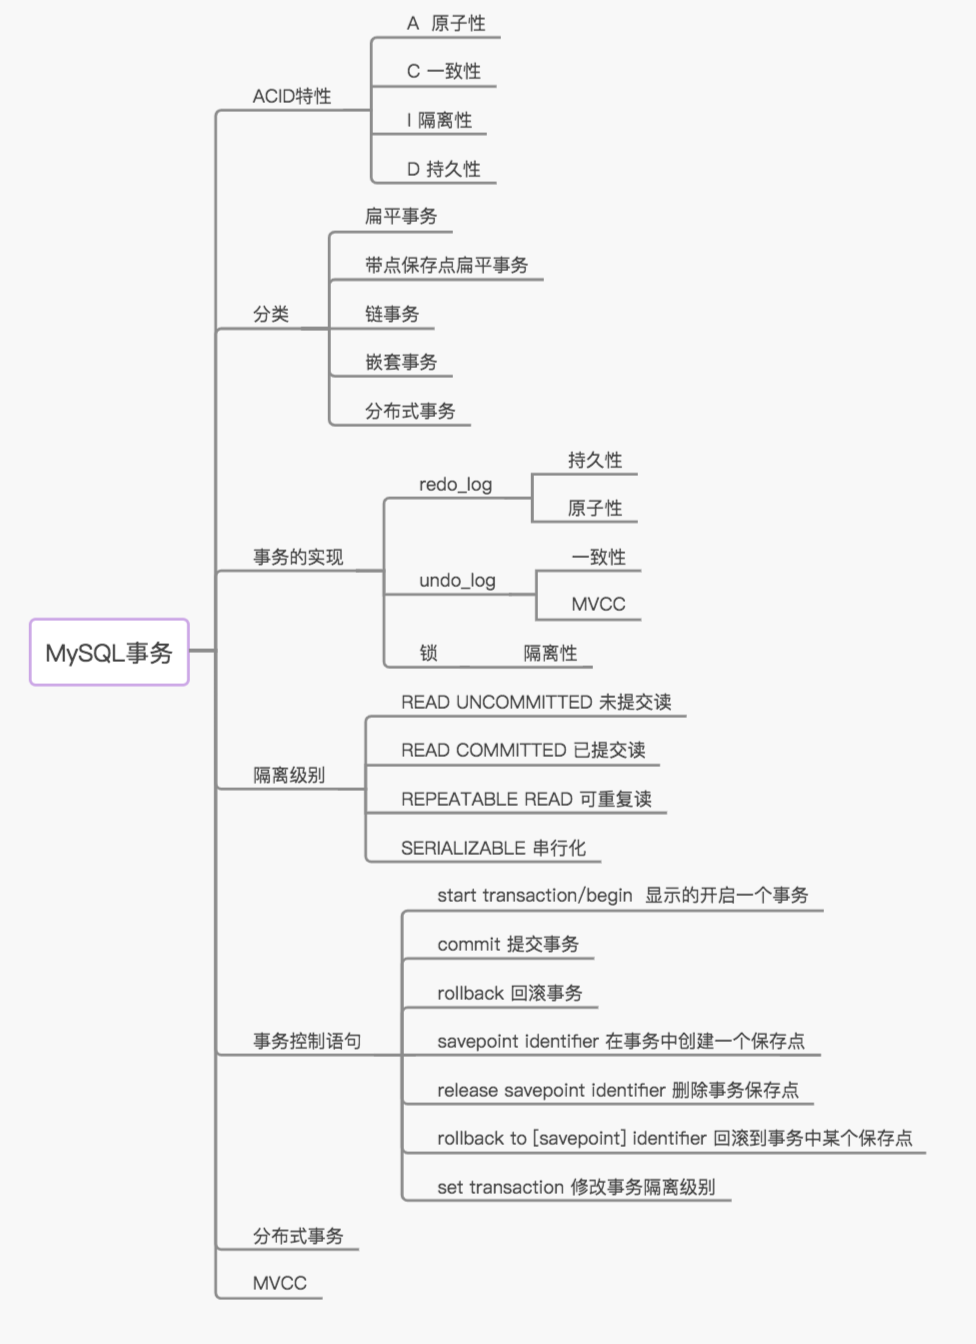 A 原子性
C 一致性
ACID特性
I 隔离性
D 持久性
扁平事务
带点保存点扁平事务
分类
链事务
嵌套事务
分布式事务
持久性
redo_log
原子性
事务的实现
一致性
undo_log
MVCC
锁
隔离性
MySQL事务
READ UNCOMMITTED 未提交读
READ COMMITTED 已提交读
隔离级别
REPEATABLE READ 可重复读
SERIALIZABLE 串行化
start transaction/begin 显示的开启一个事务
commit 提交事务
rollback 回滚事务
事务控制语句
savepoint identifier 在事务中创建一个保存点
release savepoint identifier 删除事务保存点
rollback to [savepoint] identifier 回滚到事务中某个保存点
set transaction 修改事务隔离级别
分布式事务
MVCC